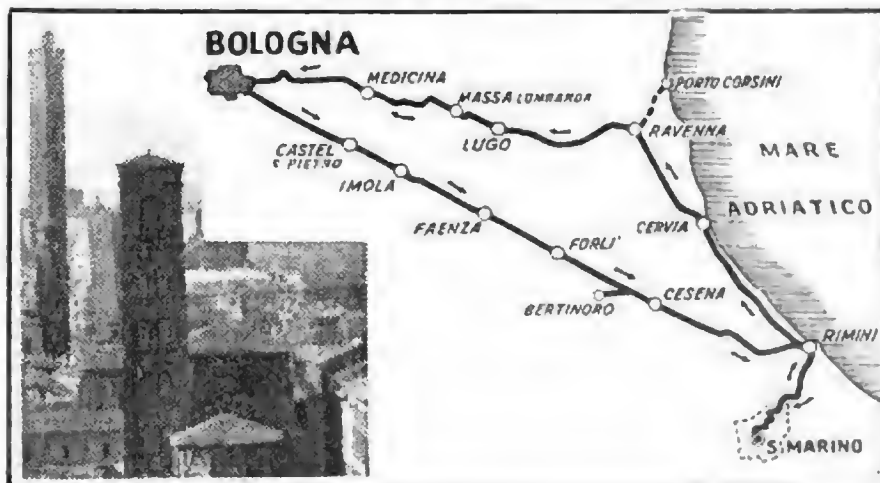 BOLOGNA
MEDICINA
MASSA LOMBARDA
LUGO
PORTO CORSINI
RAVENNA
MARE
ADRIATICO
CASTEL
S. PIETRO
IMOLA
FAENZA
FORLI'
BERTINORO
CESENA
CERVIA
RIMINI
S. MARINO